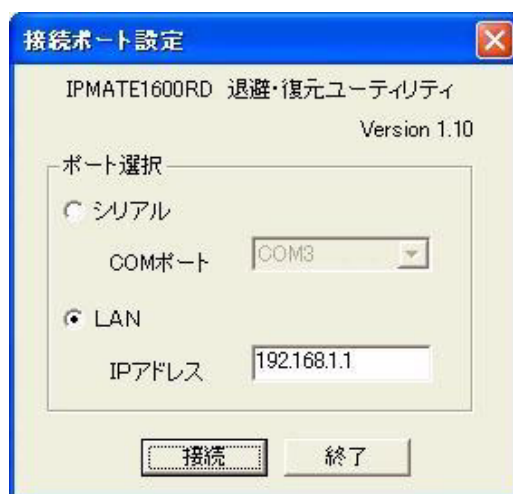 接続ポート設定
IPMATE1600RD 退避・復元ユーティリティ
Version 1.10
ポート選択
シリアル
COMポート
COM3
LAN
IPアドレス
192.168.1.1
接続
終了